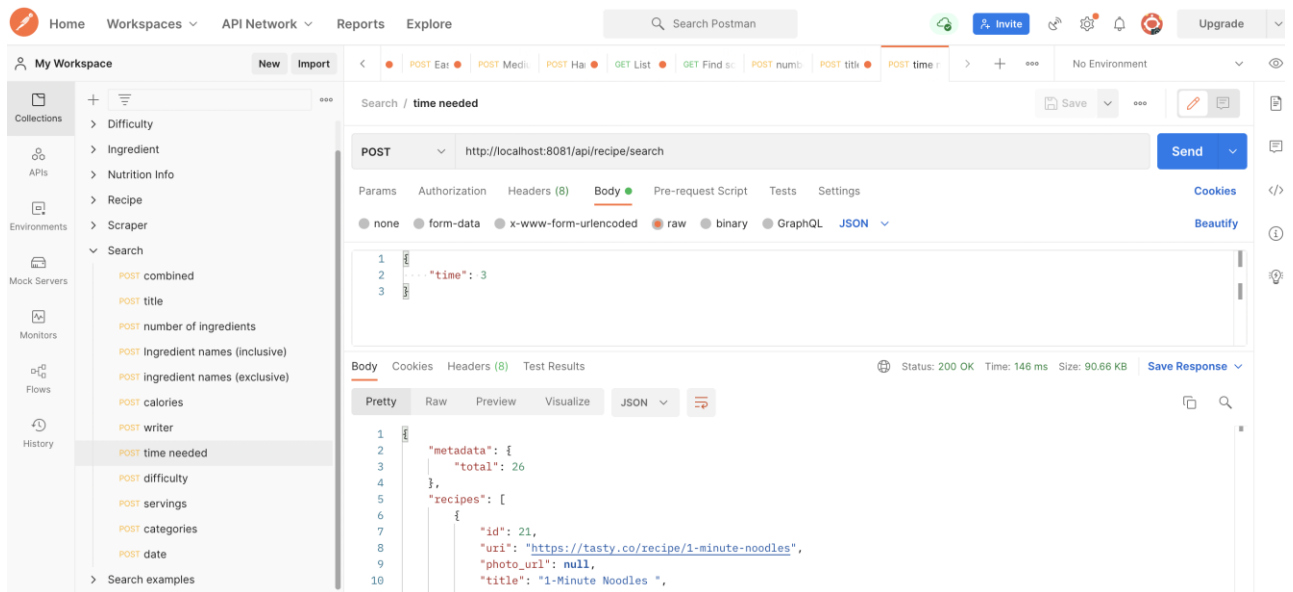 Home Workspaces API Network Reports Explore Search Postman Invite Upgrade
My Workspace New Import POST Eas POST Mediu POST Har GET List GET Find sc POST numb POST title POST time n No Environment
Collections
APIs
Environments
Mock Servers
Monitors
Flows
History
Difficulty
Ingredient
Nutrition Info
Recipe
Scraper
Search
POST combined
POST title
POST number of ingredients
POST Ingredient names (inclusive)
POST ingredient names (exclusive)
POST calories
POST writer
POST time needed
POST difficulty
POST servings
POST categories
POST date
Search examples
Search / time needed Save
POST http://localhost:8081/api/recipe/search Send
Params Authorization Headers (8) Body Pre-request Script Tests Settings Cookies
none form-data x-www-form-urlencoded raw binary GraphQL JSON Beautify
1 {
2 "time": 3
3 }
Body Cookies Headers (8) Test Results Status: 200 OK Time: 146 ms Size: 90.66 KB Save Response
Pretty Raw Preview Visualize JSON
1 {
2 "metadata": {
3 "total": 26
4 },
5 "recipes": [
6 {
7 "id": 21,
8 "uri": "https://tasty.co/recipe/1-minute-noodles",
9 "photo_url": null,
10 "title": "1-Minute Noodles ",